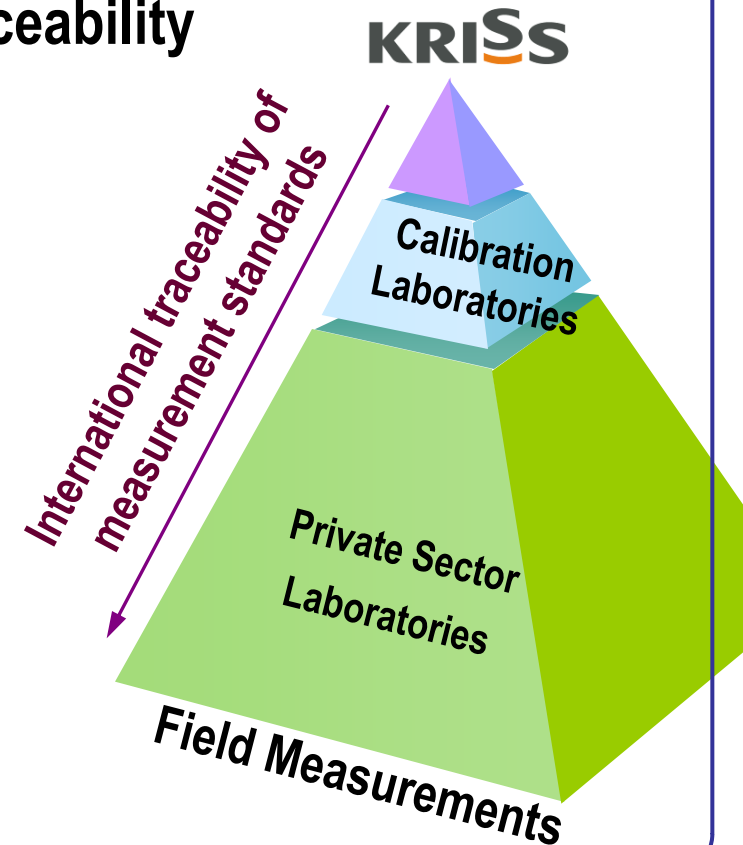 ceability
KRISS
International traceability of
measurement standards
Calibration
Laboratories
Private Sector
Laboratories
Field Measurements